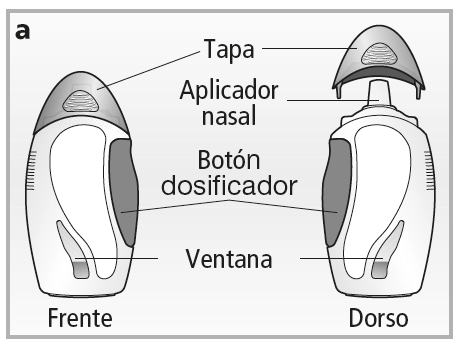 a
Tapa
Aplicador
nasal
Botón
dosificador
Ventana
Frente
Dorso